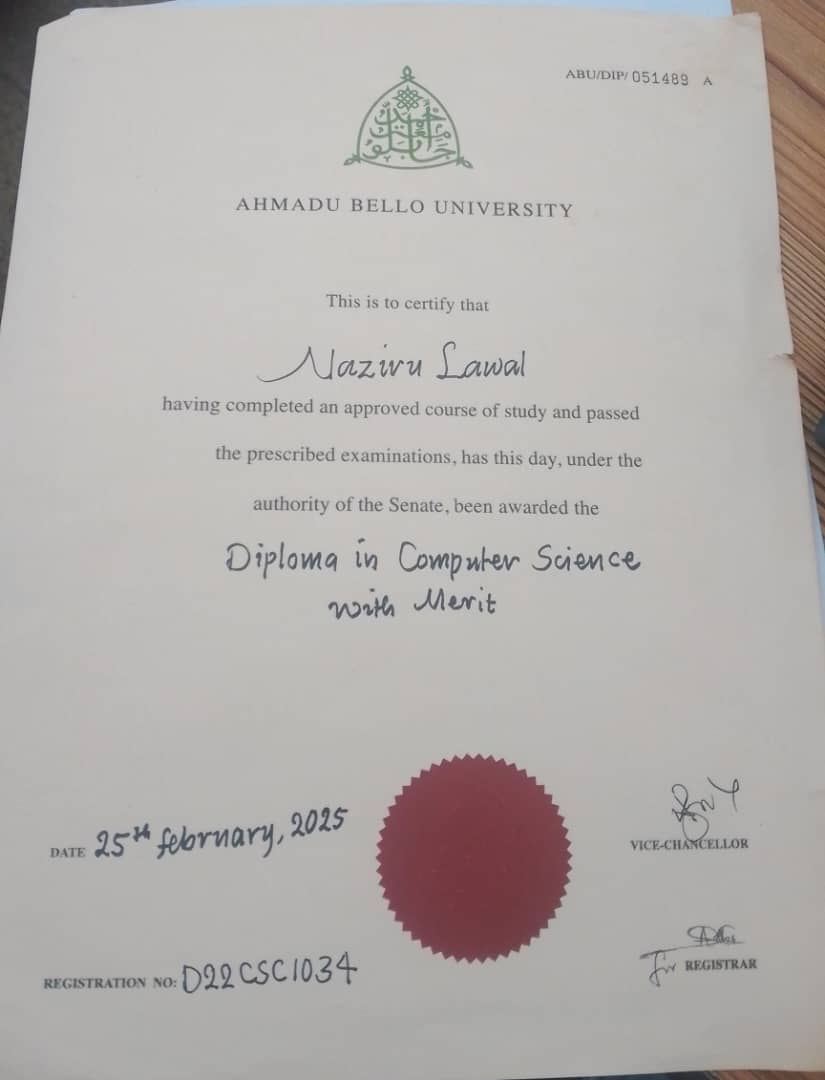 ABU/DIP/ 051489 A
AHMADU BELLO UNIVERSITY
This is to certify that
Naziru Lawal
having completed an approved course of study and passed
the prescribed examinations, has this day, under the
authority of the Senate, been awarded the
Diploma in Computer Science
with Merit
DATE 25th february, 2025
VICE-CHANCELLOR
For REGISTRAR
REGISTRATION NO: D22CSC1034